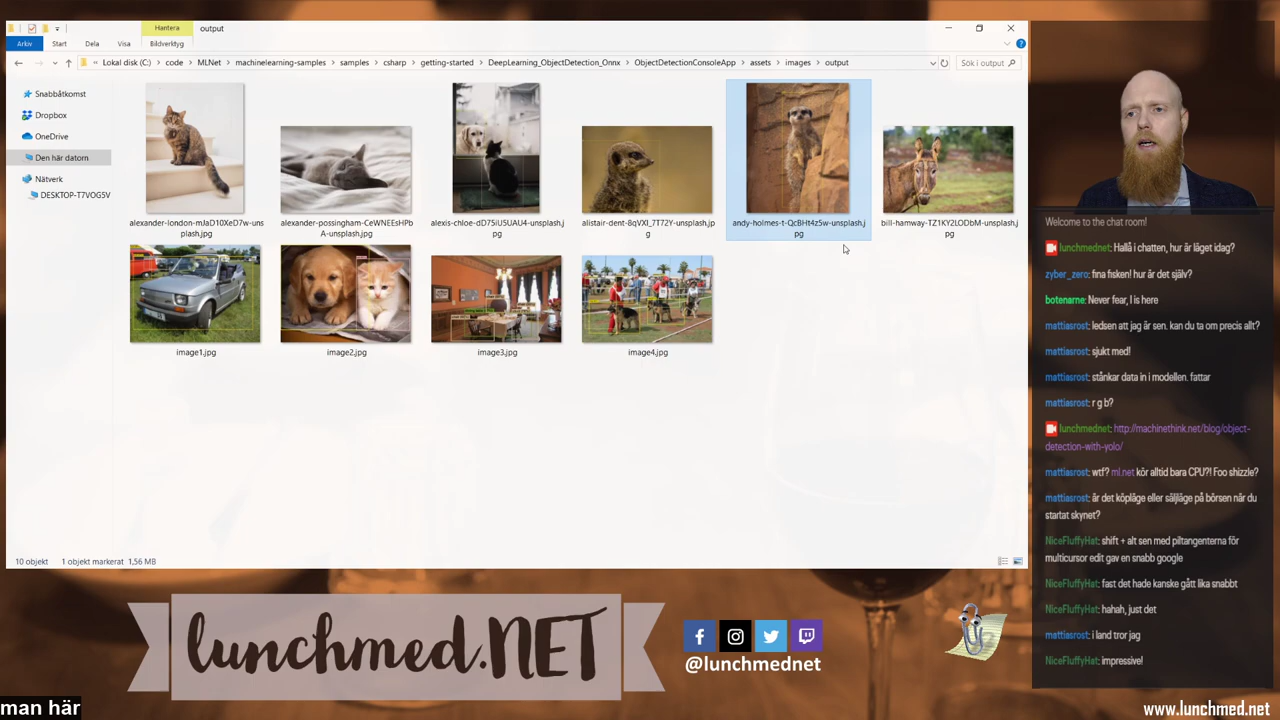 Hantera
output
Arkiv
Start
Dela
Visa
Bildverktyg
« Lokal disk (C:) › code › MLNet › machinelearning-samples › samples › csharp › getting-started › DeepLearning_ObjectDetection_Onnx › ObjectDetectionConsoleApp › assets › images › output
Sök i output
Snabbåtkomst
Dropbox
OneDrive
Den här datorn
Nätverk
DESKTOP-T7VOG5V
alexander-london-mJaD10XeD7w-uns
plash.jpg
alexander-possingham-CeWNEEsHPb
A-unsplash.jpg
alexis-chloe-dD75iU5UAU4-unsplash.j
pg
alistair-dent-8qVXI_7T72Y-unsplash.jp
g
andy-holmes-t-QcBHt4z5w-unsplash.j
pg
bill-hamway-TZ1KY2LODbM-unsplash.j
pg
image1.jpg
image2.jpg
image3.jpg
image4.jpg
10 objekt 1 objekt markerat 1,56 MB
Welcome to the chat room!
lunchmednet: Hallå i chatten, hur är läget idag?
zyber_zero: fina fisken! hur är det själv?
botenarne: Never fear, I is here
mattiasrost: ledsen att jag är sen. kan du ta om precis allt?
mattiasrost: sjukt med!
mattiasrost: stånkar data in i modellen. fattar
mattiasrost: r g b?
lunchmednet: http://machinethink.net/blog/object-
detection-with-yolo/
mattiasrost: wtf? ml.net kör alltid bara CPU?! Foo shizzle?
mattiasrost: är det köpläge eller säljläge på börsen när du
startat skynet?
NiceFluffyHat: shift + alt sen med piltangenterna för
multicursor edit gav en snabb google
NiceFluffyHat: fast det hade kanske gått lika snabbt
NiceFluffyHat: hahah, just det
mattiasrost: i land tror jag
NiceFluffyHat: impressive!
lunchmed.NET
@lunchmednet
man här
www.lunchmed.net